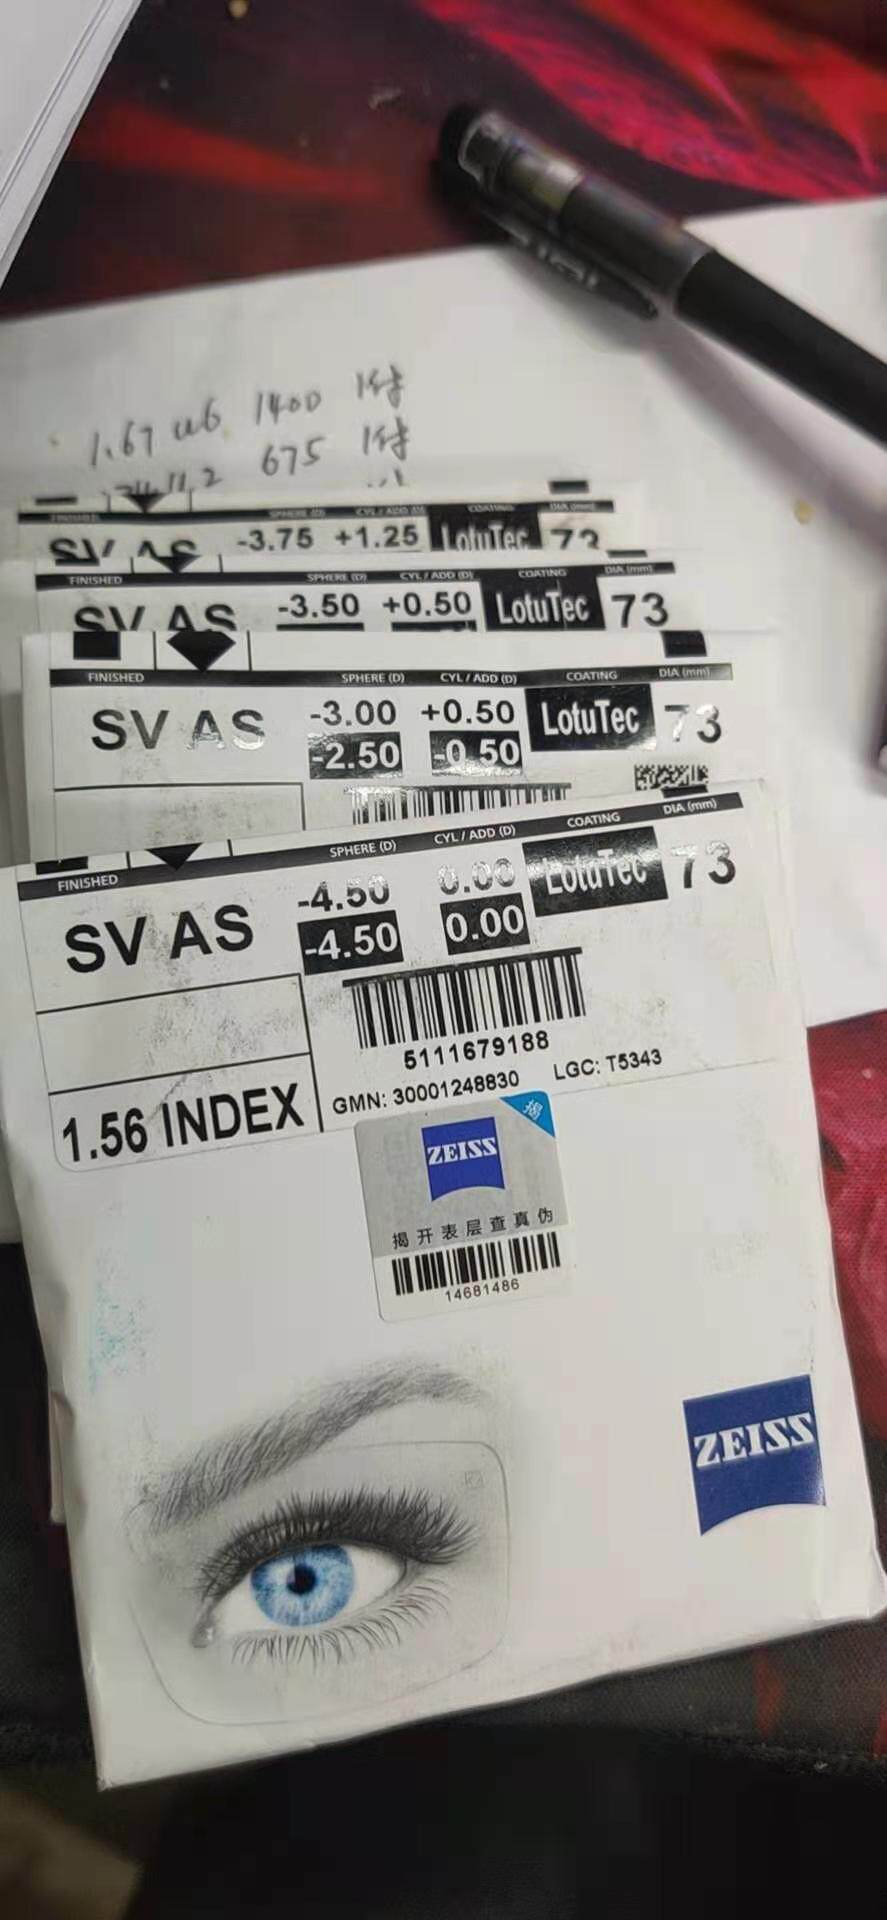 1.67 1400 1付
675 1付
SPHERE (D) CYL / ADD (D) COATING DIA (mm)
SV AS -3.75 +1.25 LotuTec 73
FINISHED SPHERE (D) CYL / ADD (D) COATING DIA (mm)
SV AS -3.50 +0.50 LotuTec 73
FINISHED SPHERE (D) CYL / ADD (D) COATING DIA (mm)
SV AS -3.00 +0.50 LotuTec 73
-2.50 -0.50
FINISHED SPHERE (D) CYL / ADD (D) COATING DIA (mm)
SV AS -4.50 0.00 LotuTec 73
-4.50 0.00
5111679188
1.56 INDEX GMN: 30001248830 LGC: T5343
揭
ZEISS
揭开表层查真伪
14681486
ZEISS